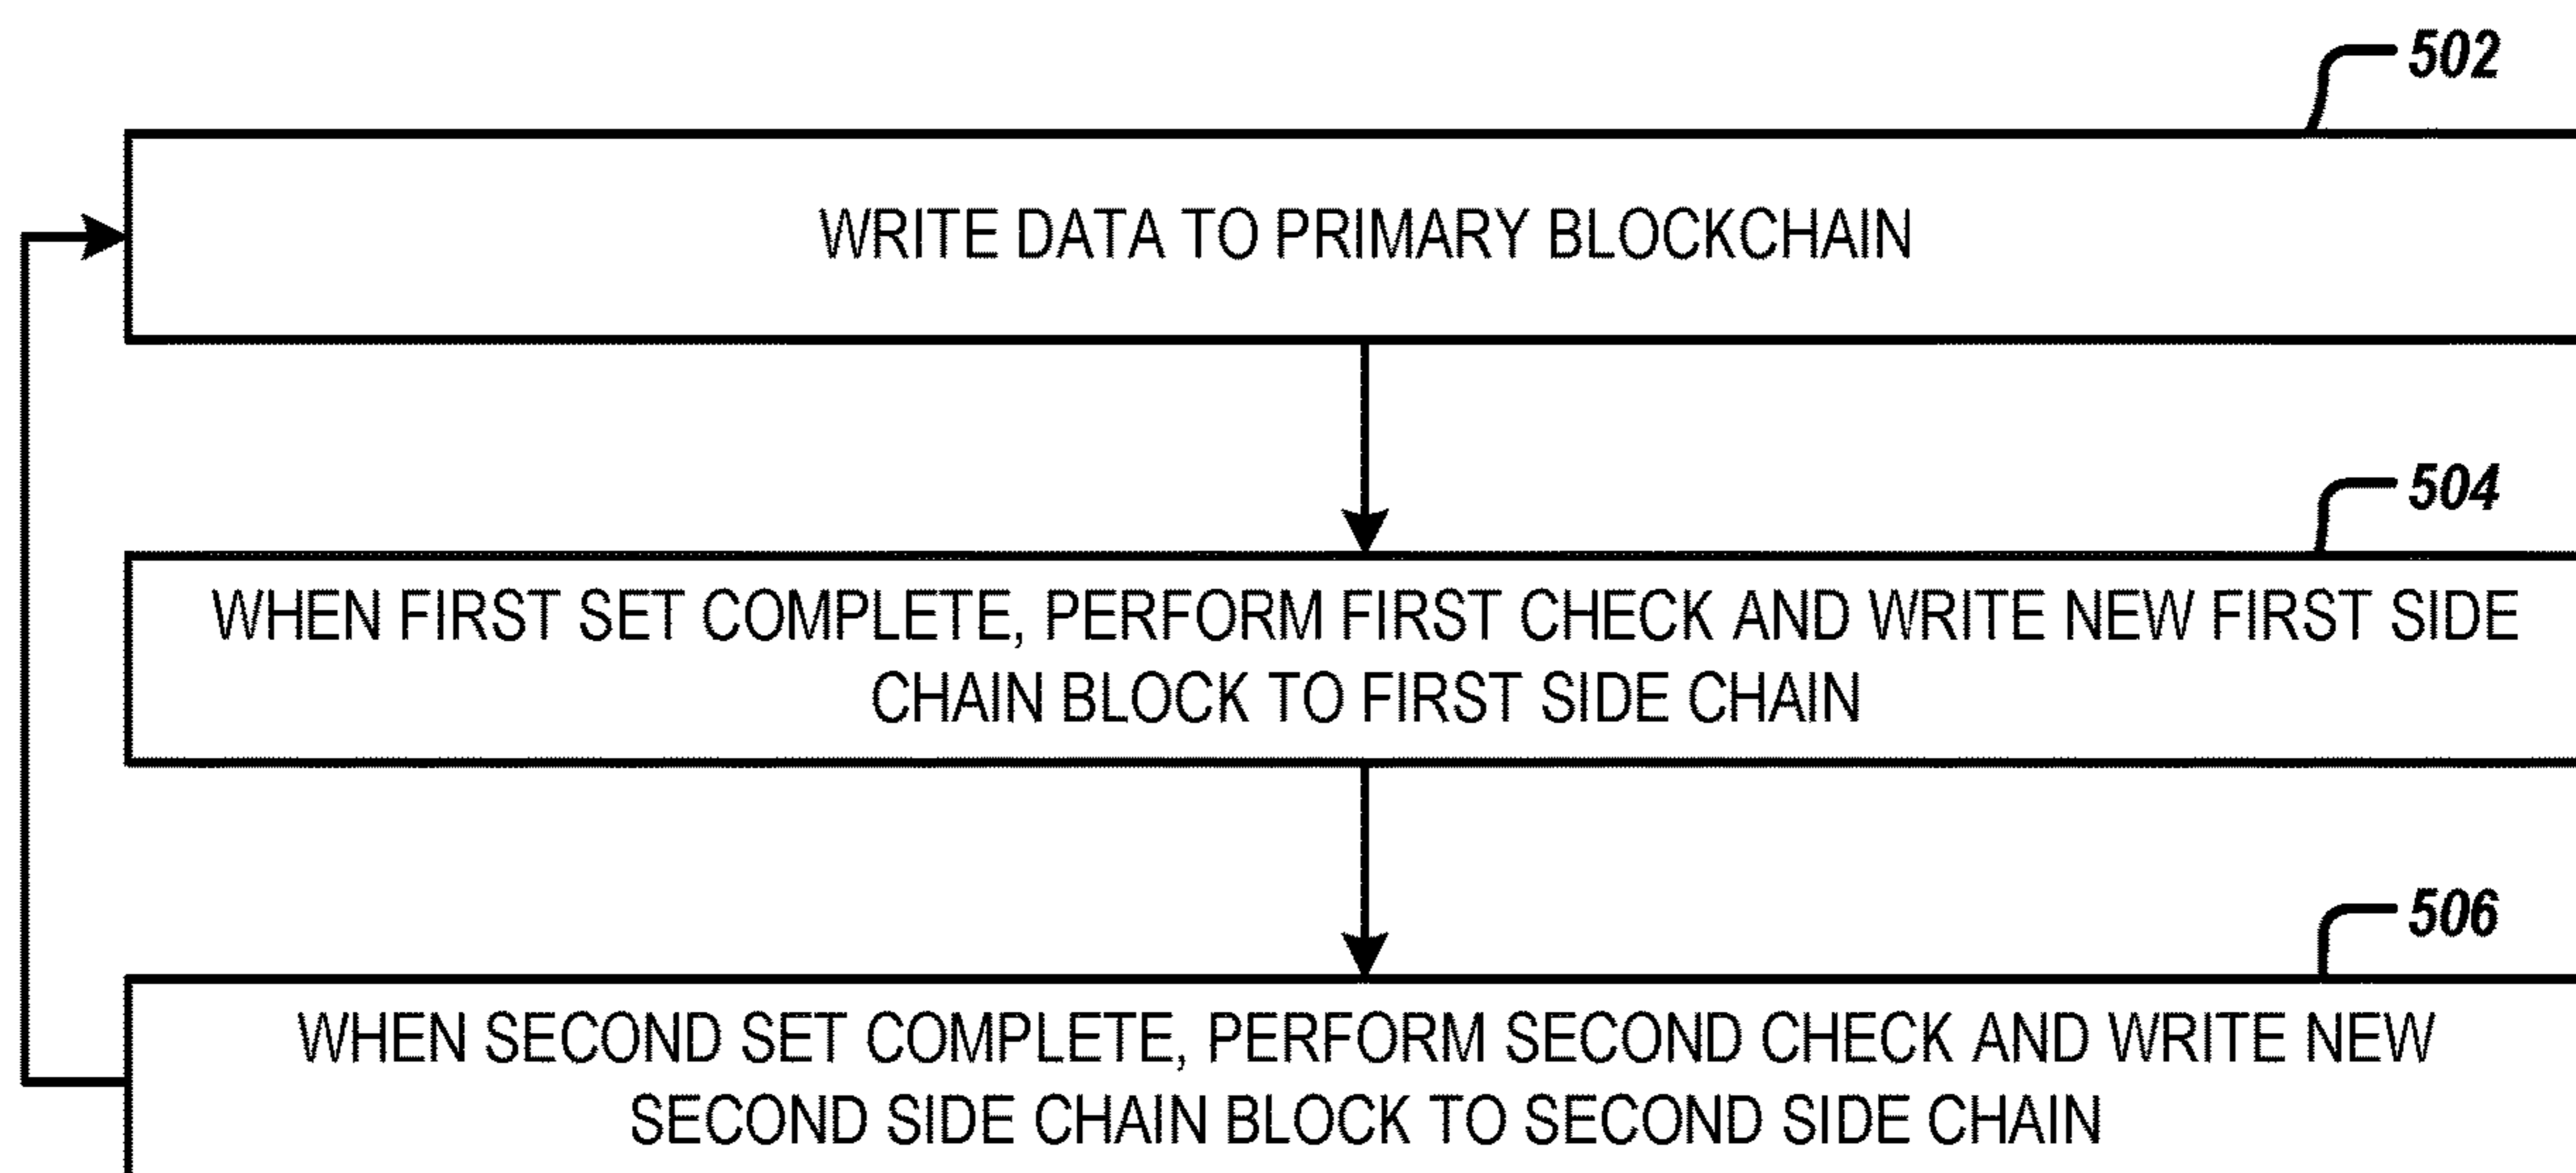 502
WRITE DATA TO PRIMARY BLOCKCHAIN
504
WHEN FIRST SET COMPLETE, PERFORM FIRST CHECK AND WRITE NEW FIRST SIDE
CHAIN BLOCK TO FIRST SIDE CHAIN
506
WHEN SECOND SET COMPLETE, PERFORM SECOND CHECK AND WRITE NEW
SECOND SIDE CHAIN BLOCK TO SECOND SIDE CHAIN